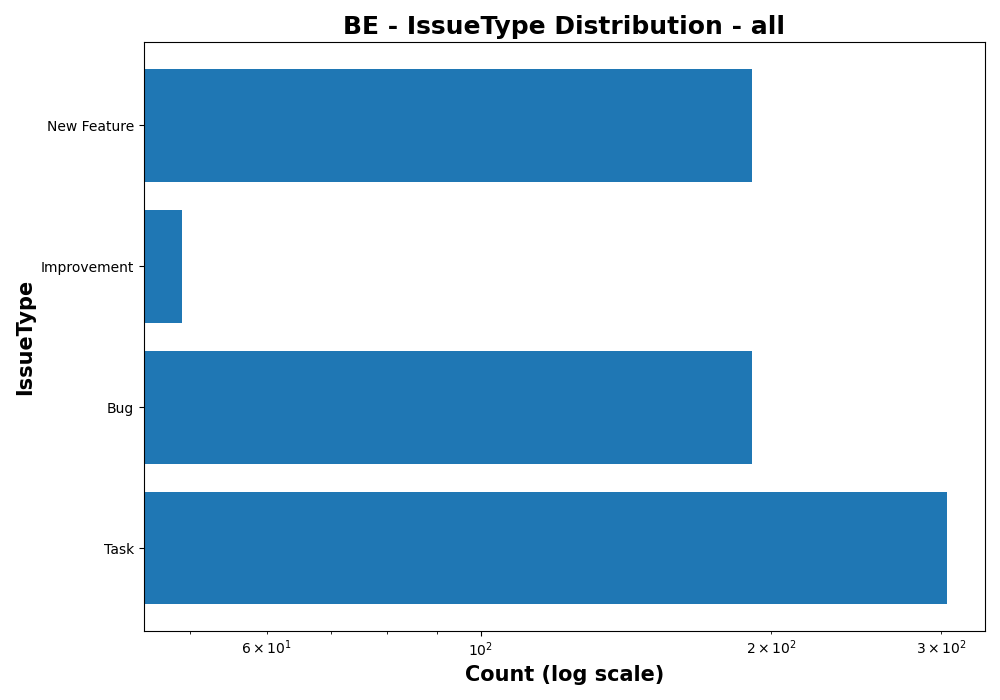 BE - IssueType Distribution - all
New Feature
Improvement
Bug
Task
IssueType
6 × 10¹
10²
2 × 10²
3 × 10²
Count (log scale)